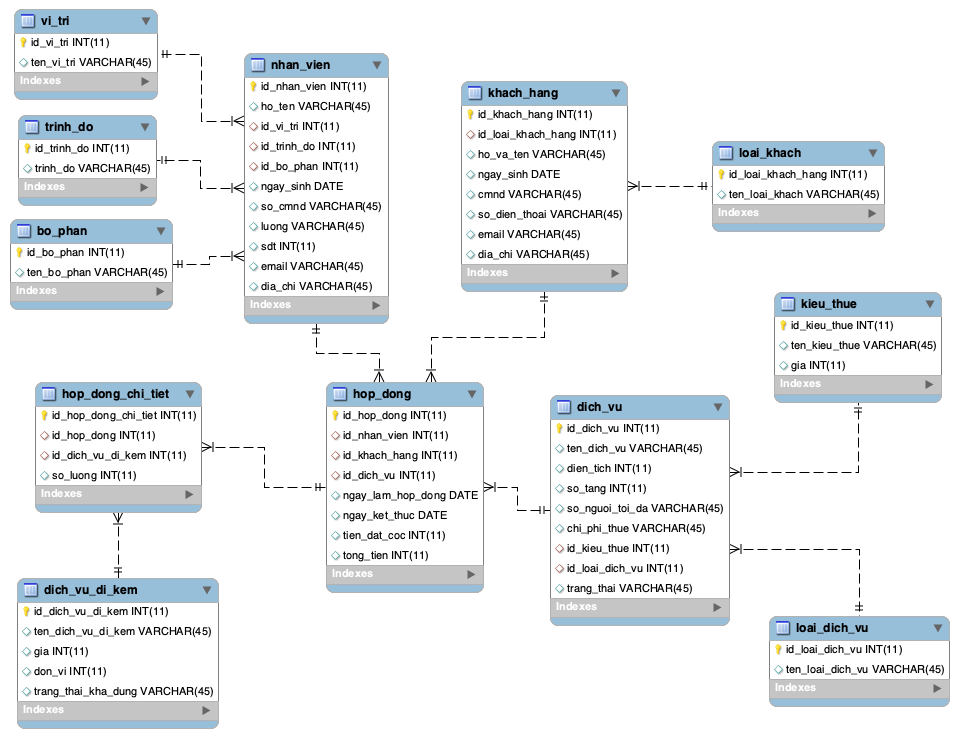 vi_tri
id_vi_tri INT(11)
ten_vi_tri VARCHAR(45)
Indexes
trinh_do
id_trinh_do INT(11)
trinh_do VARCHAR(45)
Indexes
bo_phan
id_bo_phan INT(11)
ten_bo_phan VARCHAR(45)
Indexes
nhan_vien
id_nhan_vien INT(11)
ho_ten VARCHAR(45)
id_vi_tri INT(11)
id_trinh_do INT(11)
id_bo_phan INT(11)
ngay_sinh DATE
so_cmnd VARCHAR(45)
luong VARCHAR(45)
sdt INT(11)
email VARCHAR(45)
dia_chi VARCHAR(45)
Indexes
khach_hang
id_khach_hang INT(11)
id_loai_khach_hang INT(11)
ho_va_ten VARCHAR(45)
ngay_sinh DATE
cmnd VARCHAR(45)
so_dien_thoai VARCHAR(45)
email VARCHAR(45)
dia_chi VARCHAR(45)
Indexes
loai_khach
id_loai_khach_hang INT(11)
ten_loai_khach VARCHAR(45)
Indexes
kieu_thue
id_kieu_thue INT(11)
ten_kieu_thue VARCHAR(45)
gia INT(11)
Indexes
hop_dong_chi_tiet
id_hop_dong_chi_tiet INT(11)
id_hop_dong INT(11)
id_dich_vu_di_kem INT(11)
so_luong INT(11)
Indexes
hop_dong
id_hop_dong INT(11)
id_nhan_vien INT(11)
id_khach_hang INT(11)
id_dich_vu INT(11)
ngay_lam_hop_dong DATE
ngay_ket_thuc DATE
tien_dat_coc INT(11)
tong_tien INT(11)
Indexes
dich_vu
id_dich_vu INT(11)
ten_dich_vu VARCHAR(45)
dien_tich INT(11)
so_tang INT(11)
so_nguoi_toi_da VARCHAR(45)
chi_phi_thue VARCHAR(45)
id_kieu_thue INT(11)
id_loai_dich_vu INT(11)
trang_thai VARCHAR(45)
Indexes
dich_vu_di_kem
id_dich_vu_di_kem INT(11)
ten_dich_vu_di_kem VARCHAR(45)
gia INT(11)
don_vi INT(11)
trang_thai_kha_dung VARCHAR(45)
Indexes
loai_dich_vu
id_loai_dich_vu INT(11)
ten_loai_dich_vu VARCHAR(45)
Indexes